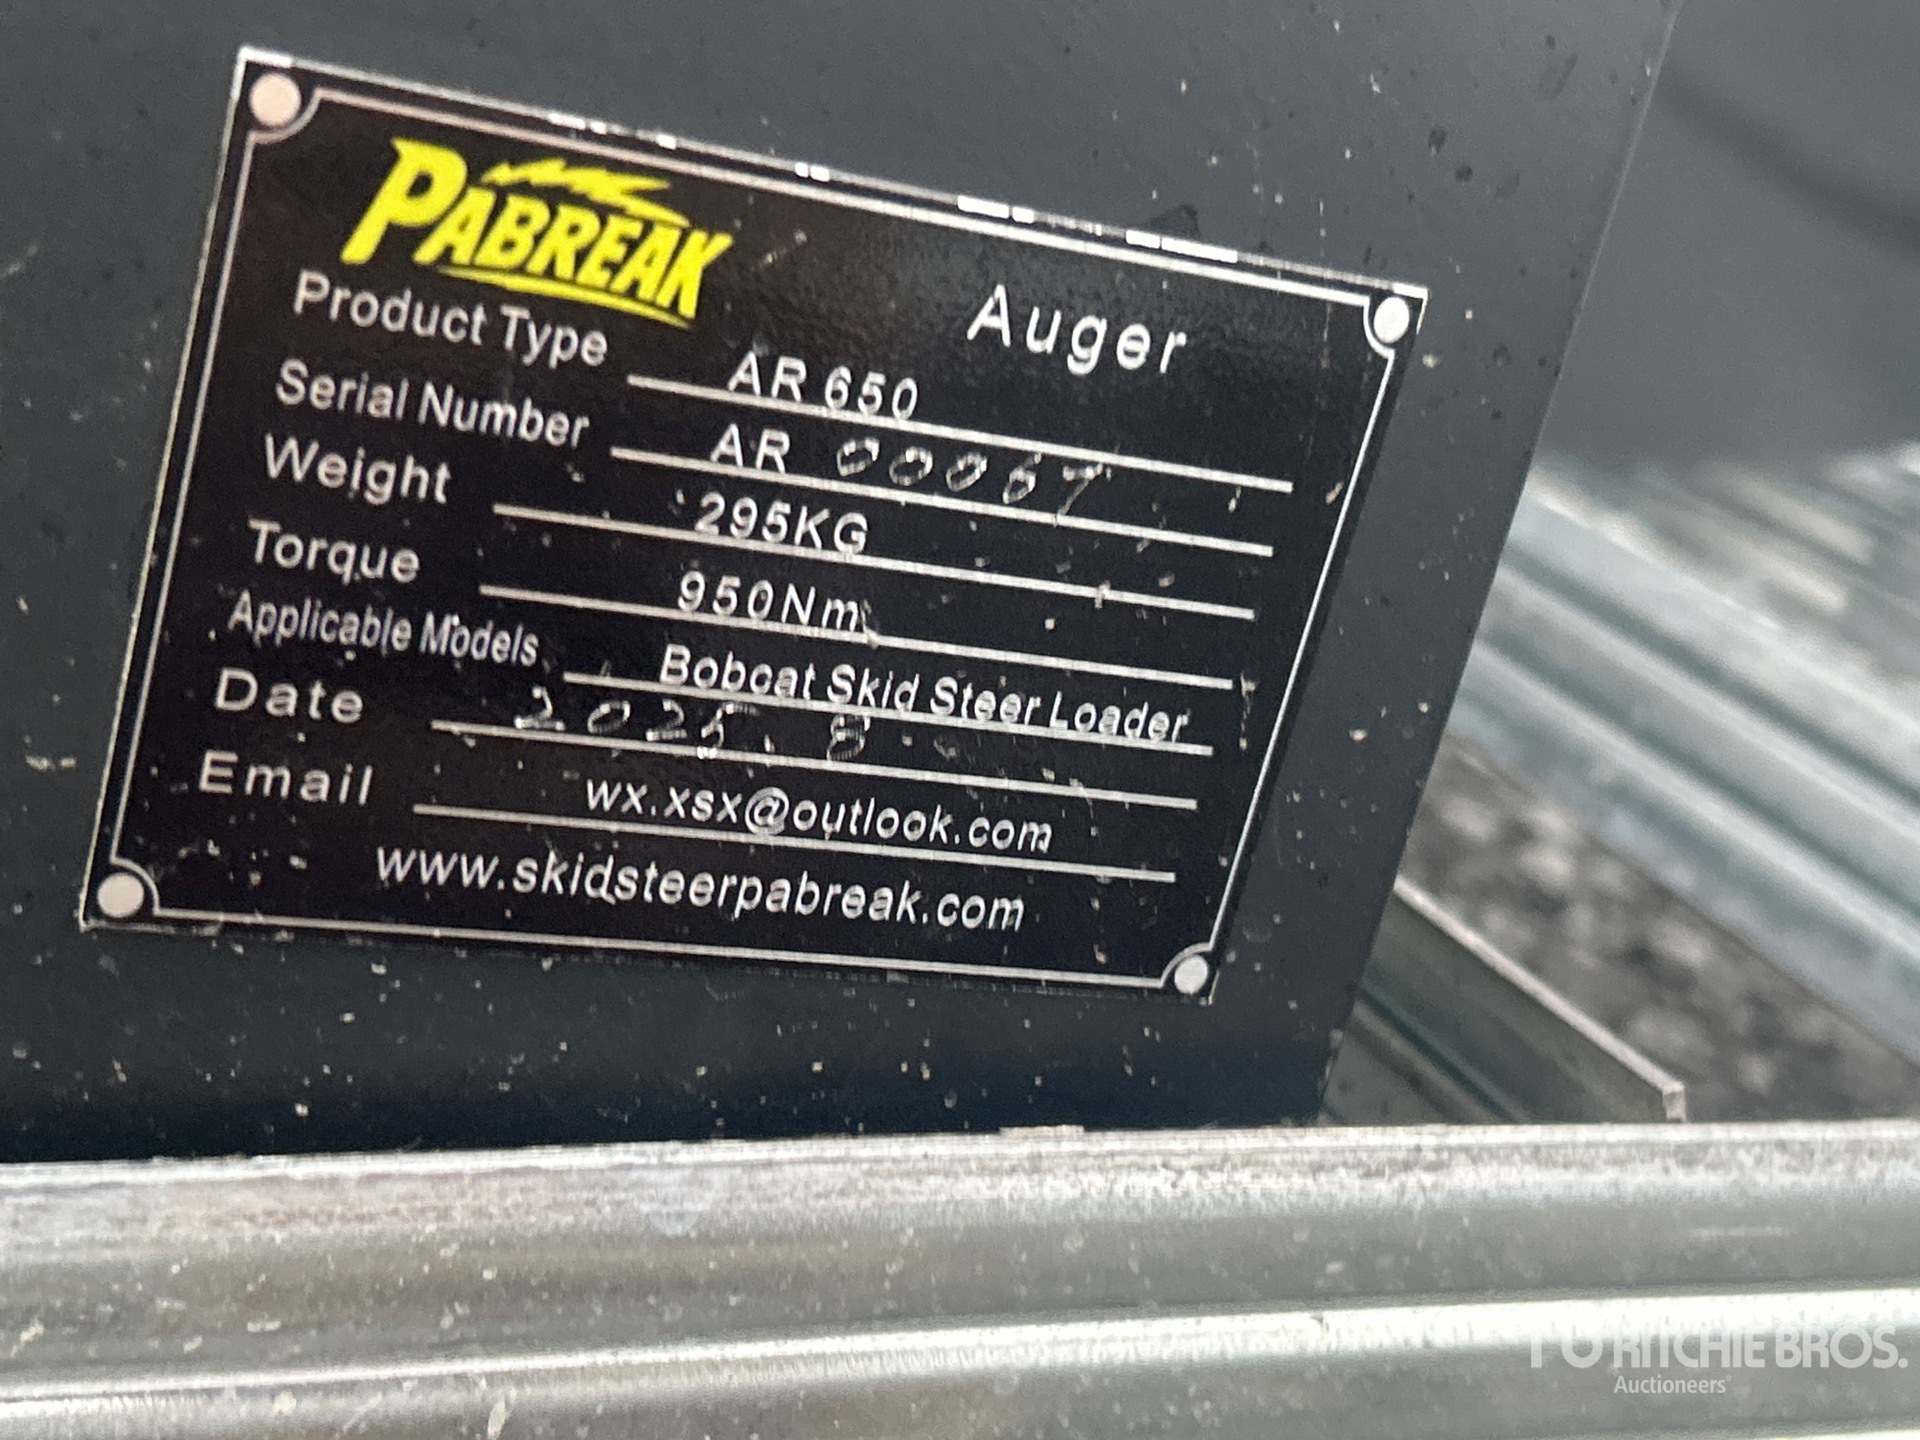 PABREAK
Auger
Product Type AR 650
Serial Number AR 00067
Weight 295KG
Torque 950Nm
Applicable Models Bobcat Skid Steer Loader
Date 2025. 8
Email wx.xsx@outlook.com
www.skidsteerpabreak.com
RITCHIE BROS.
Auctioneers